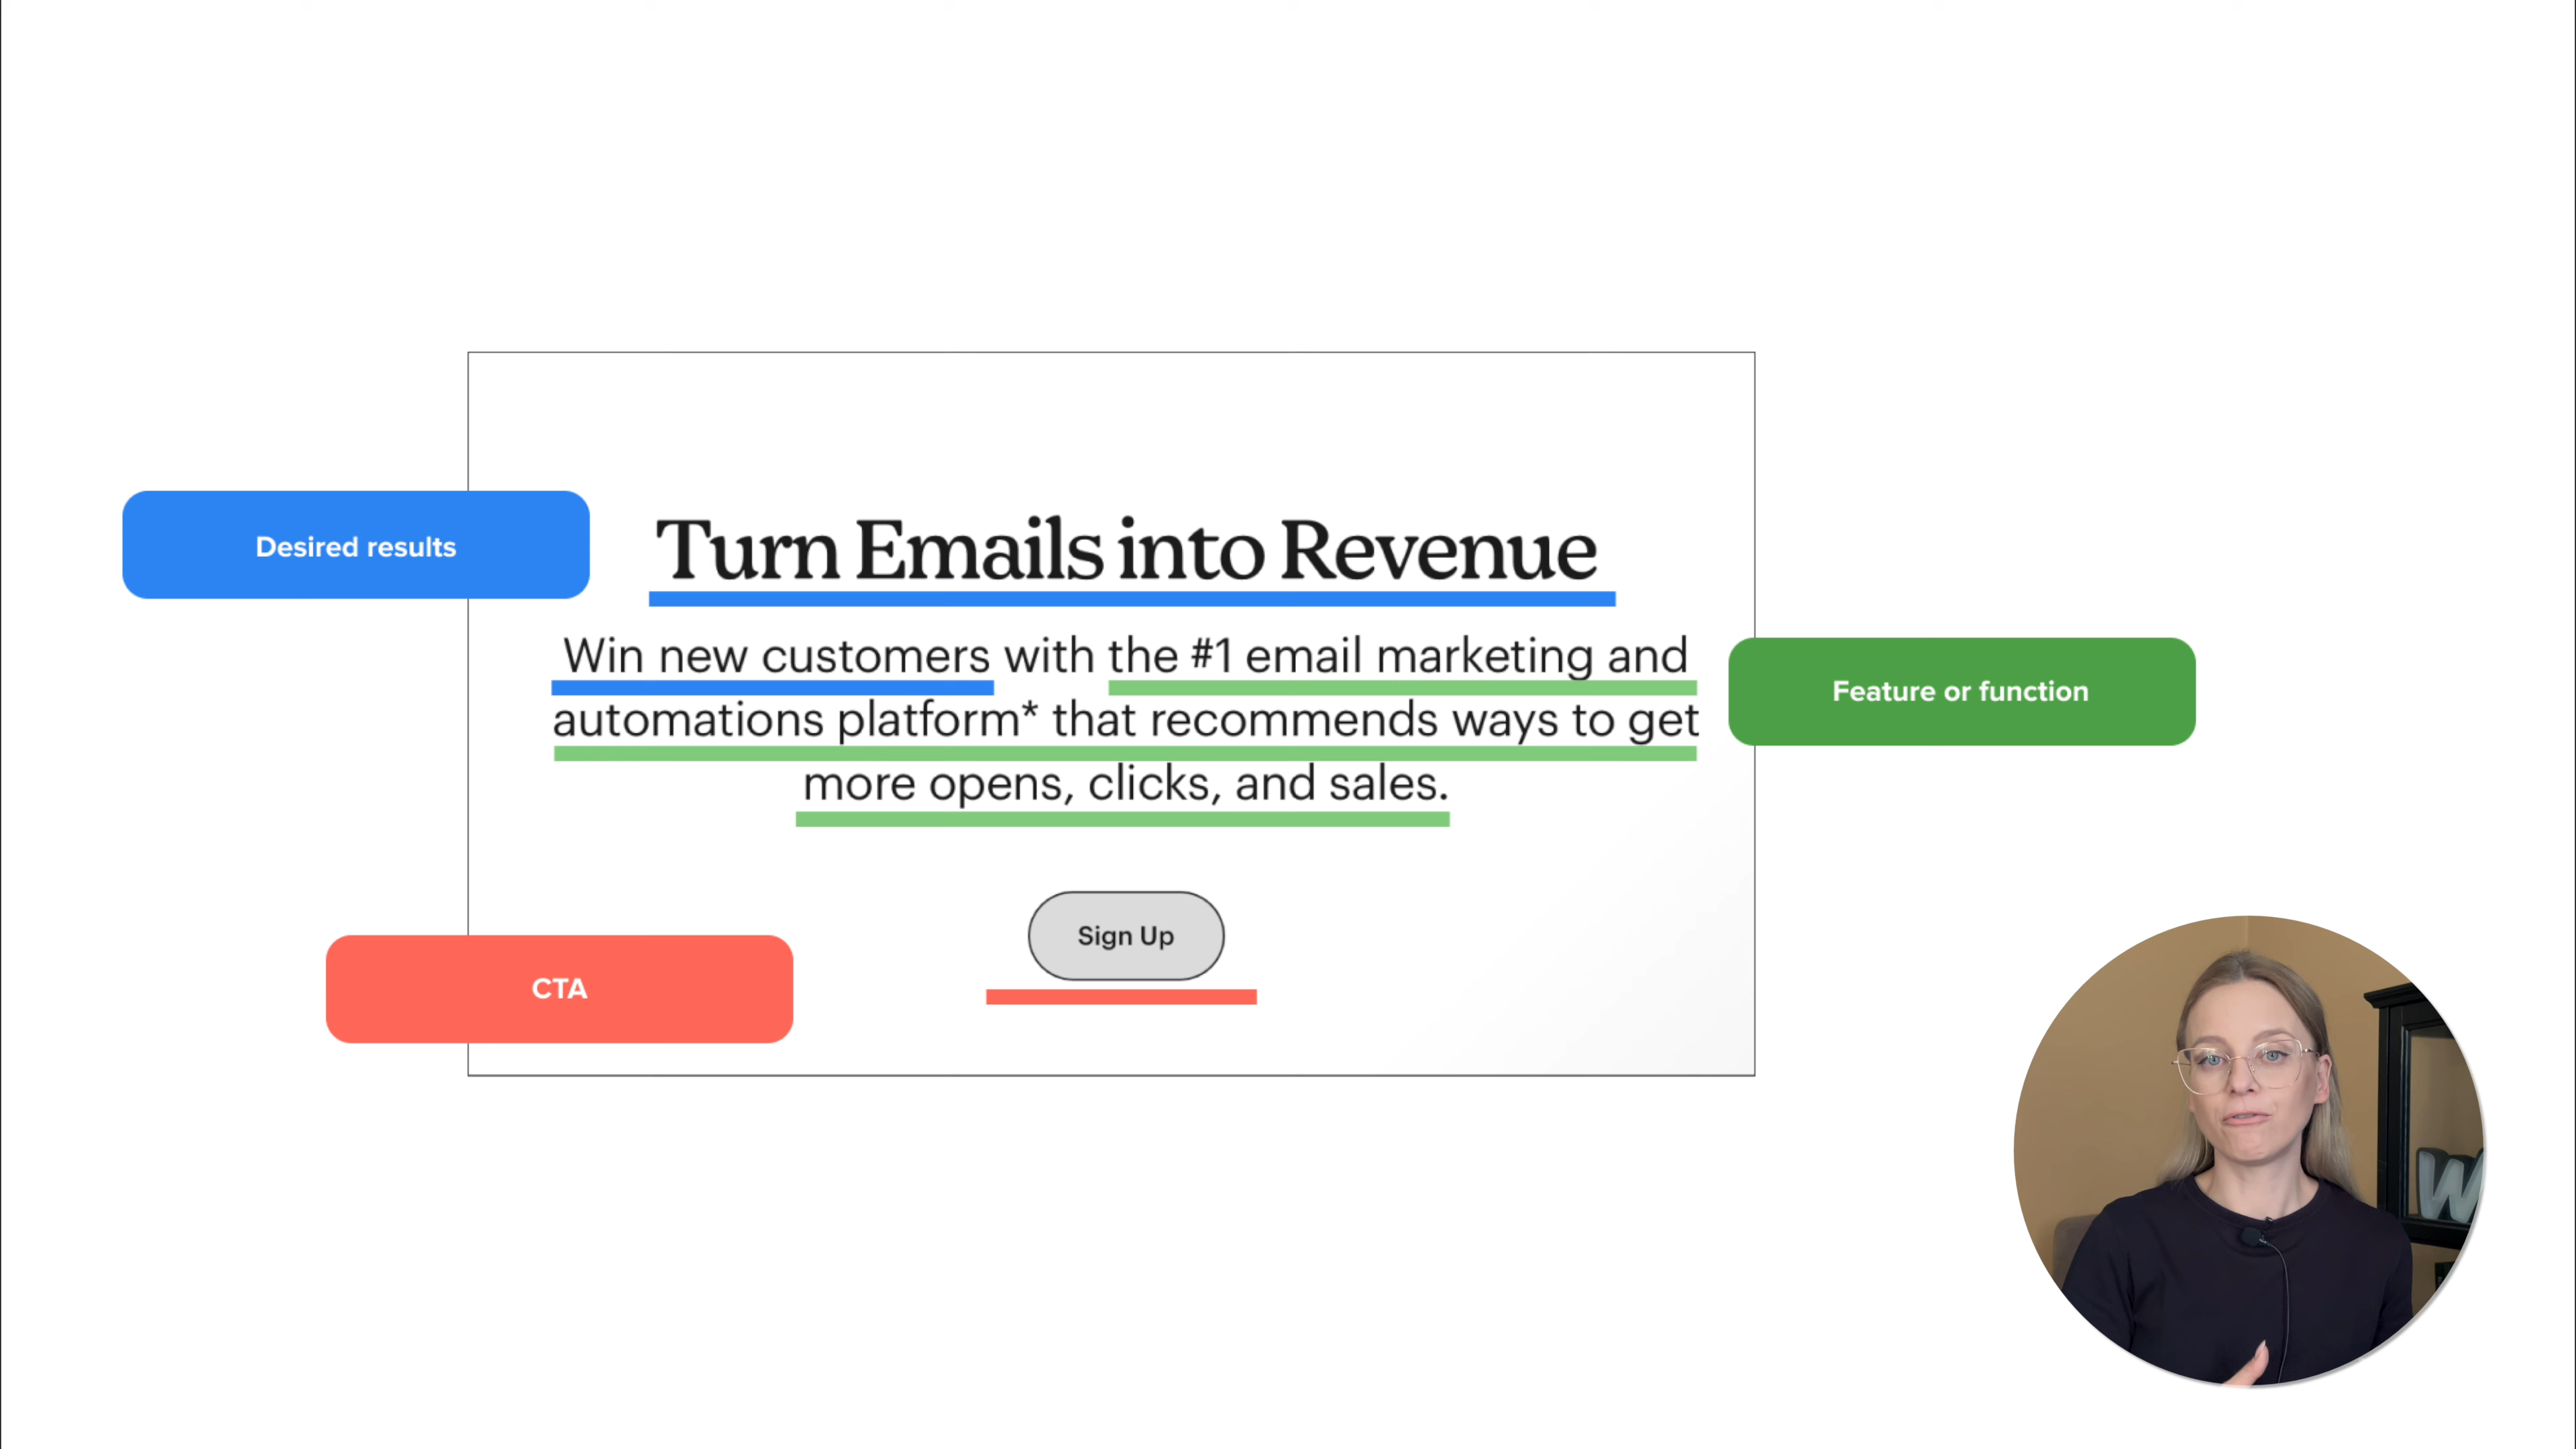 Desired results
Turn Emails into Revenue
Win new customers with the #1 email marketing and
automations platform* that recommends ways to get
more opens, clicks, and sales.
Feature or function
Sign Up
CTA
W